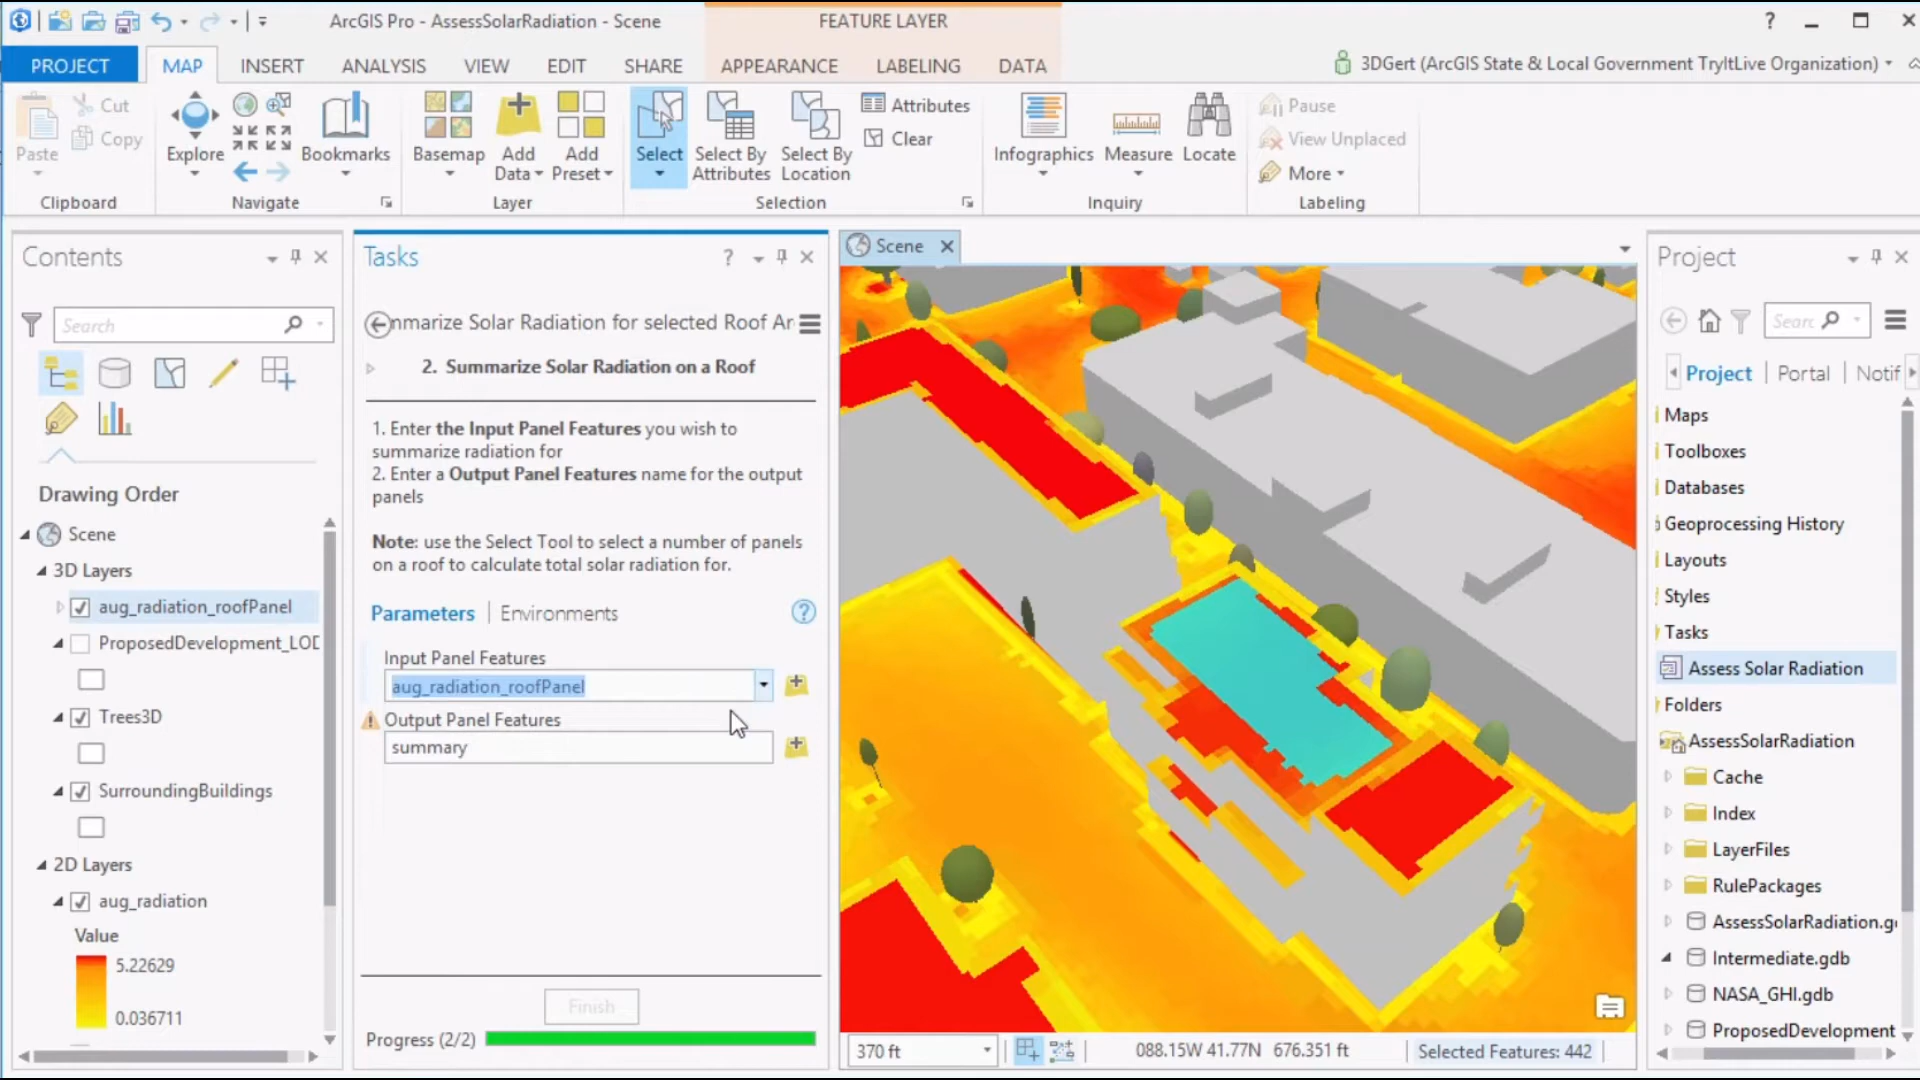 ArcGIS Pro - AssessSolarRadiation - Scene
FEATURE LAYER
?
PROJECT
MAP
INSERT
ANALYSIS
VIEW
EDIT
SHARE
APPEARANCE
LABELING
DATA
3DGert (ArcGIS State & Local Government TryItLive Organization)
Paste
Cut
Copy
Clipboard
Explore
Bookmarks
Navigate
Basemap
Add
Data
Add
Preset
Layer
Select
Select By
Attributes
Select By
Location
Attributes
Clear
Selection
Infographics
Measure
Locate
Inquiry
Pause
View Unplaced
More
Labeling
Contents
Search
Drawing Order
Scene
3D Layers
aug_radiation_roofPanel
ProposedDevelopment_LOD
Trees3D
SurroundingBuildings
2D Layers
aug_radiation
Value
5.22629
0.036711
Tasks
?
mmarize Solar Radiation for selected Roof Ar
2. Summarize Solar Radiation on a Roof
1. Enter the Input Panel Features you wish to
summarize radiation for
2. Enter a Output Panel Features name for the output
panels
Note: use the Select Tool to select a number of panels
on a roof to calculate total solar radiation for.
Parameters
Environments
?
Input Panel Features
aug_radiation_roofPanel
Output Panel Features
summary
Finish
Progress (2/2)
Scene
370 ft
088.15W 41.77N 676.351 ft
Selected Features: 442
Project
Searc
Project
Portal
Notif
Maps
Toolboxes
Databases
Geoprocessing History
Layouts
Styles
Tasks
Assess Solar Radiation
Folders
AssessSolarRadiation
Cache
Index
LayerFiles
RulePackages
AssessSolarRadiation.g
Intermediate.gdb
NASA_GHI.gdb
ProposedDevelopment